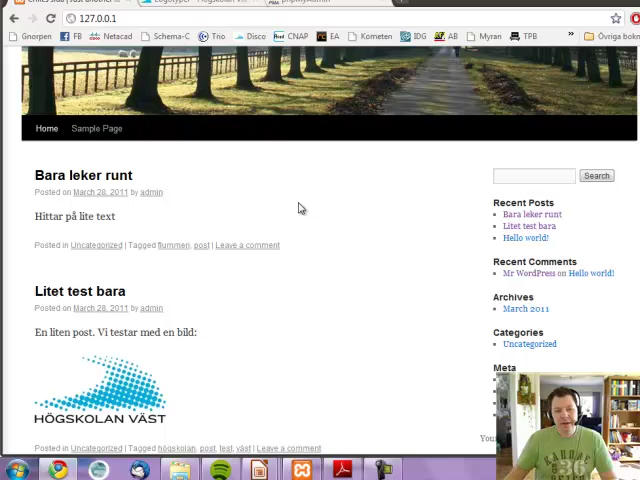 127.0.0.1
Gnorpen FB Netacad Schema-C Trio Disco CNAP EA Kometen IDG AB Myran TPB » Övriga bokm
Home Sample Page
Bara leker runt
Posted on March 28, 2011 by admin
Hittar på lite text
Posted in Uncategorized | Tagged flummeri, post | Leave a comment
Litet test bara
Posted on March 28, 2011 by admin
En liten post. Vi testar med en bild:
HÖGSKOLAN VÄST
Posted in Uncategorized | Tagged högskolan, post, test, väst | Leave a comment
Search
Recent Posts
Bara leker runt
Litet test bara
Hello world!
Recent Comments
Mr WordPress on Hello world!
Archives
March 2011
Categories
Uncategorized
Meta